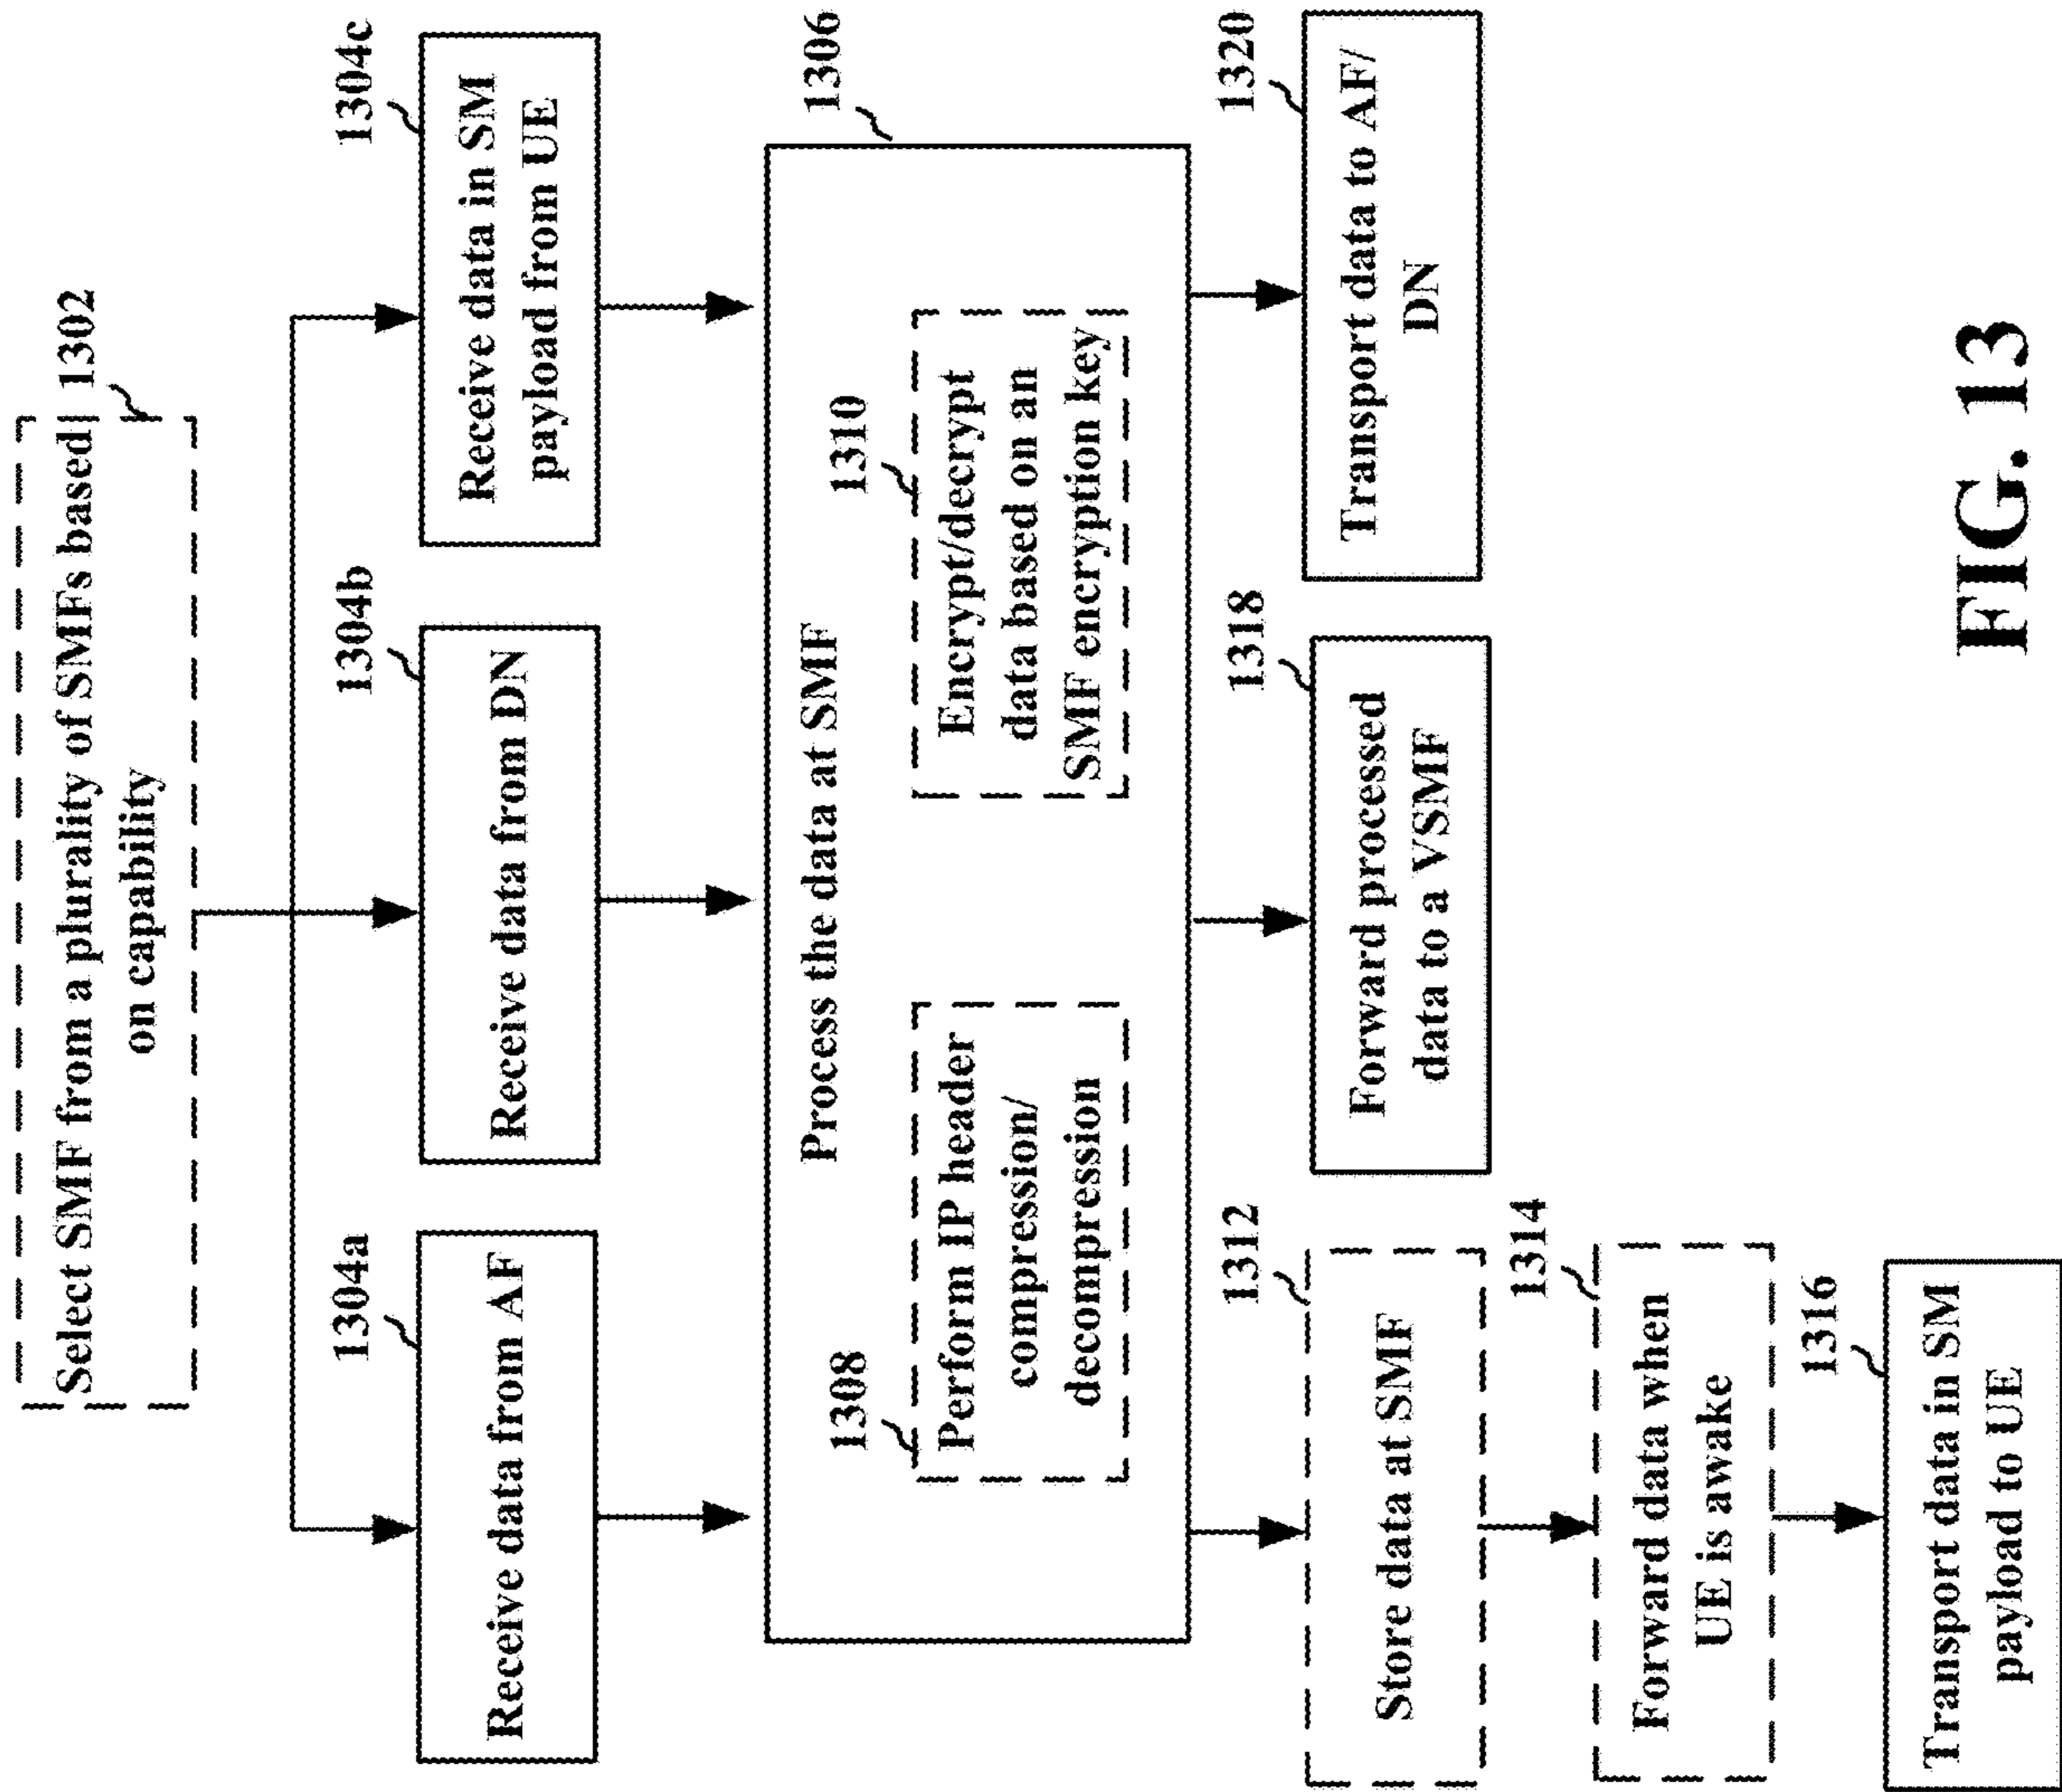 Select SMF from a plurality of SMFs based
on capability
1302
1304a
Receive data from AF
1304b
Receive data from DN
1304c
Receive data in SM
payload from UE
1306
Process the data at SMF
1308
Perform IP header
compression/
decompression
1310
Encrypt/decrypt
data based on an
SMF encryption key
1312
Store data at SMF
1314
Forward data when
UE is awake
1316
Transport data in SM
payload to UE
1318
Forward processed
data to a VSMF
1320
Transport data to AF/
DN
FIG. 13